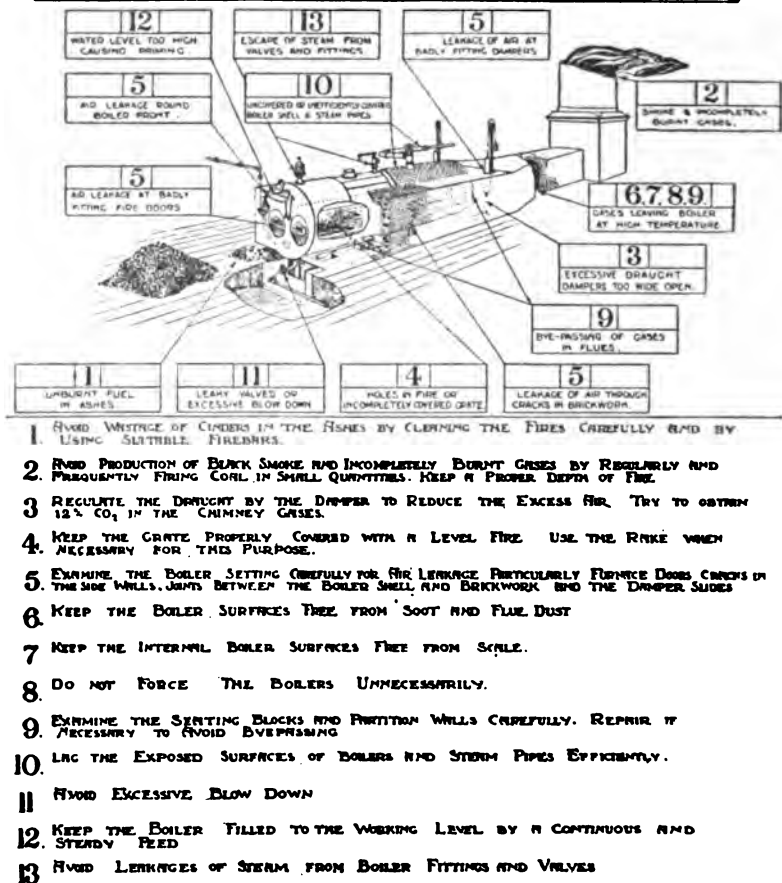 12
WATER LEVEL TOO HIGH
CAUSING PRIMING.
13
ESCAPE OF STEAM FROM
VALVES AND FITTINGS
5
LEAKAGE OF AIR AT
BADLY FITTING DAMPERS
5
AIR LEAKAGE ROUND
BOILER FRONT.
10
UNCOVERED OR INEFFICIENTLY COVERED
BOILER SHELL & STEAM PIPES
2
SMOKE & INCOMPLETELY
BURNT GASES.
5
AIR LEAKAGE AT BADLY
FITTING FIRE DOORS
6.7.8.9.
GASES LEAVING BOILER
AT HIGH TEMPERATURE
3
EXCESSIVE DRAUGHT
DAMPERS TOO WIDE OPEN.
9
BYE-PASSING OF GASES
IN FLUES.
1
UNBURNT FUEL
IN ASHES
11
LEAKY VALVES OR
EXCESSIVE BLOW DOWN
4
HOLES IN FIRE OR
INCOMPLETELY COVERED GRATE
5
LEAKAGE OF AIR THROUGH
CRACKS IN BRICKWORK.
1. AVOID WASTAGE OF CINDERS IN THE ASHES BY CLEANING THE FIRES CAREFULLY AND BY
USING SUITABLE FIREBARS.
2. AVOID PRODUCTION OF BLACK SMOKE AND INCOMPLETELY BURNT GASES BY REGULARLY AND
FREQUENTLY FIRING COAL IN SMALL QUANTITIES. KEEP A PROPER DEPTH OF FIRE
3 REGULATE THE DRAUGHT BY THE DAMPER TO REDUCE THE EXCESS AIR. TRY TO OBTAIN
12% CO2 IN THE CHIMNEY GASES.
4. KEEP THE GRATE PROPERLY COVERED WITH A LEVEL FIRE USE THE RAKE WHEN
NECESSARY FOR THIS PURPOSE.
5. EXAMINE THE BOILER SETTING CAREFULLY FOR AIR LEAKAGE PARTICULARLY FURNACE DOORS CRACKS IN
THE SIDE WALLS, JOINTS BETWEEN THE BOILER SHELL AND BRICKWORK AND THE DAMPER SLIDES
6. KEEP THE BOILER SURFACES FREE FROM SOOT AND FLUE DUST
7 KEEP THE INTERNAL BOILER SURFACES FREE FROM SCALE.
8. DO NOT FORCE THE BOILERS UNNECESSARILY.
9. EXAMINE THE SEATING BLOCKS AND PARTITION WALLS CAREFULLY. REPAIR IF
NECESSARY TO AVOID BYEPASSING
10. LAG THE EXPOSED SURFACES OF BOILERS AND STEAM PIPES EFFICIENTLY.
11 AVOID EXCESSIVE BLOW DOWN
12. KEEP THE BOILER FILLED TO THE WORKING LEVEL BY A CONTINUOUS AND
STEADY FEED
13 AVOID LEAKAGES OF STEAM FROM BOILER FITTINGS AND VALVES